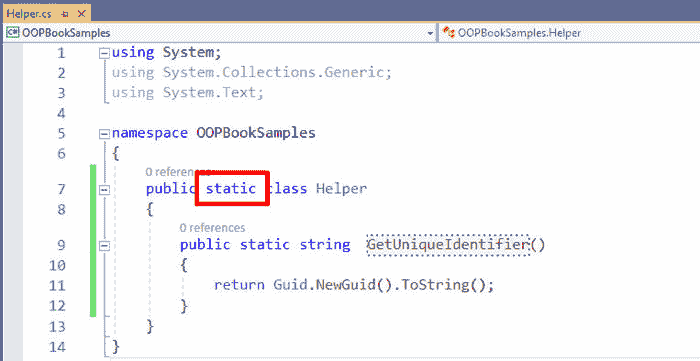 Helper.cs
OOPBookSamples OOPBookSamples.Helper
1 using System;
2 using System.Collections.Generic;
3 using System.Text;
4
5 namespace OOPBookSamples
6 {
0 references
7 public static class Helper
8 {
0 references
9 public static string GetUniqueIdentifier()
10 {
11 return Guid.NewGuid().ToString();
12 }
13 }
14 }